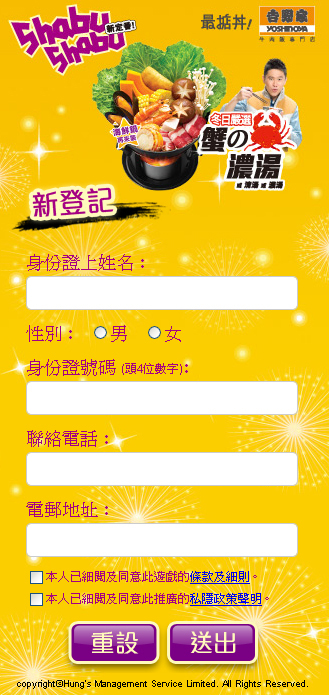 Shabu
Shabu
新定番!
最掂丼!
吉野家
YOSHINOYA
牛肉飯專門店
海鮮鍋
冬日嚴選
蟹の
濃湯
或 清湯 或 濃湯
新登記
身份證上姓名：
性別： 男 女
身份證號碼 (頭4位數字)：
聯絡電話：
電郵地址：
本人已細閱及同意此遊戲的條款及細則。
本人已細閱及同意此推廣的私隱政策聲明。
重設 送出
copyright©Hung's Management Service Limited. All Rights Reserved.